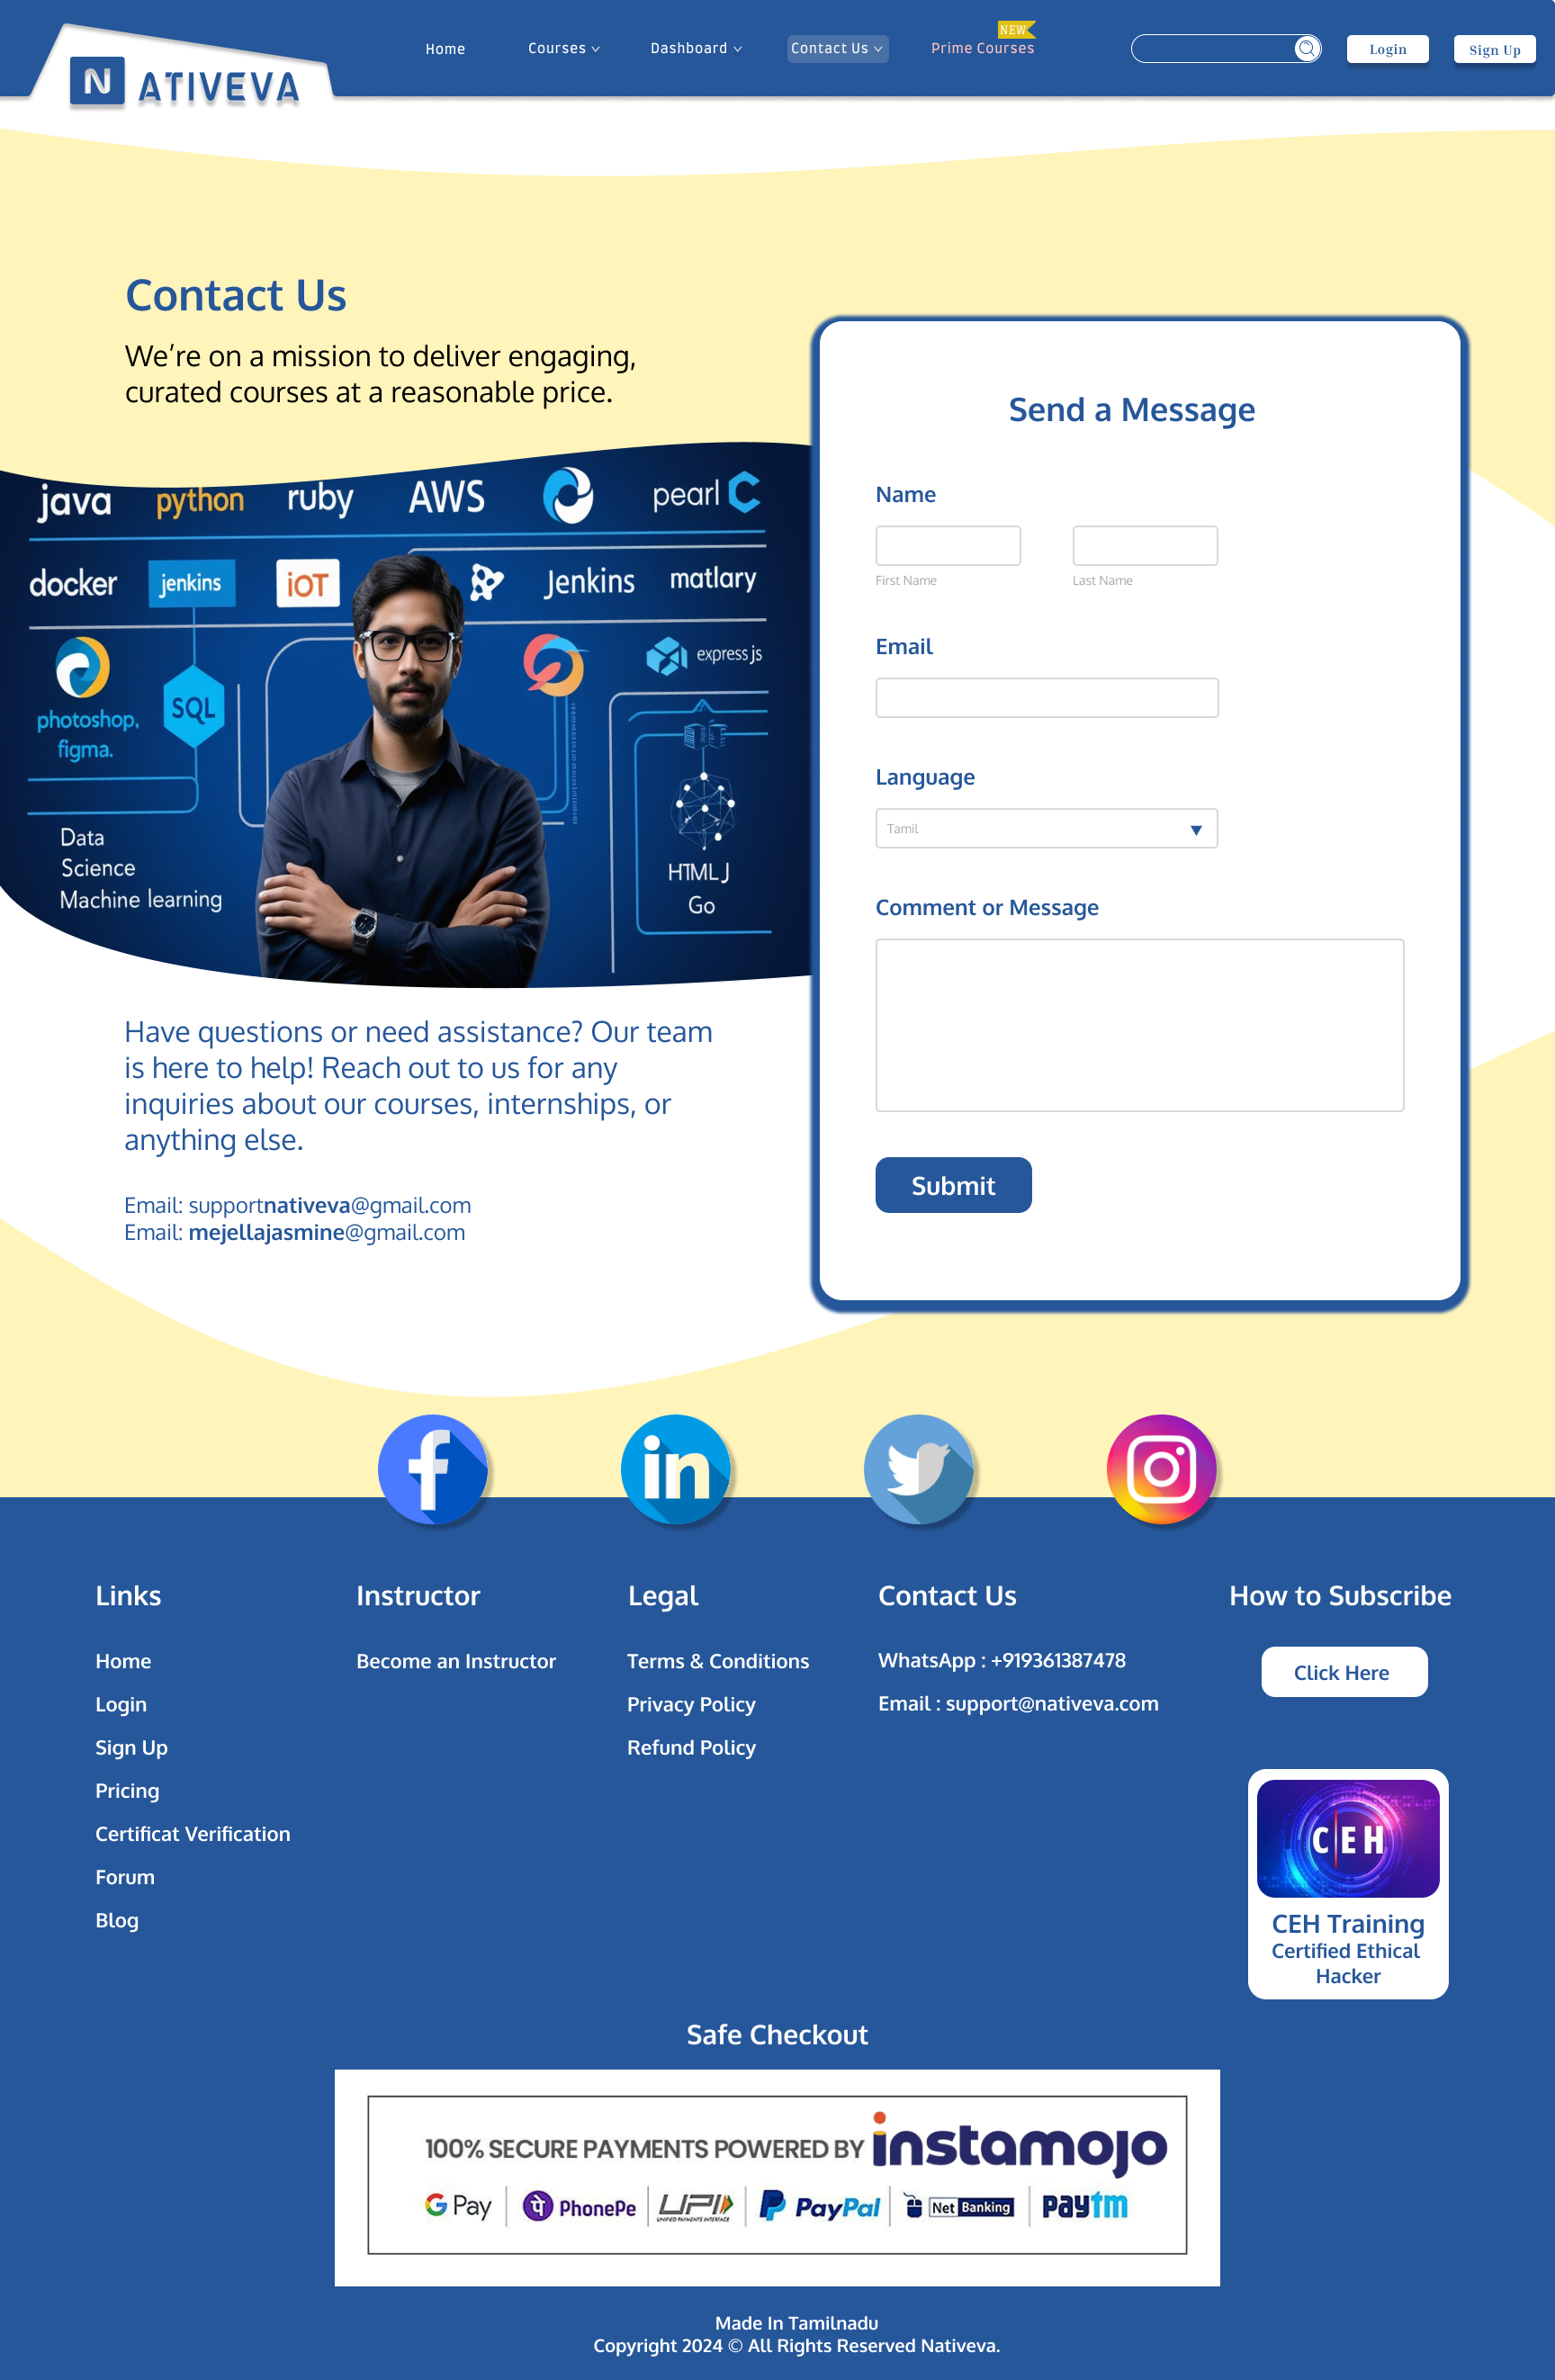 N ATIVEVA
Home
Courses
Dashboard
Contact Us
NEW
Prime Courses
Login
Sign Up
Contact Us
We’re on a mission to deliver engaging,
curated courses at a reasonable price.
java python ruby AWS pearl
docker jenkins iOT Jenkins matlary
express js
SQL
photoshop,
figma.
Data
Science
Machine learning
HTML J
Go
Have questions or need assistance? Our team
is here to help! Reach out to us for any
inquiries about our courses, internships, or
anything else.
Email: supportnativeva@gmail.com
Email: mejellajasmine@gmail.com
Send a Message
Name
First Name
Last Name
Email
Language
Tamil
Comment or Message
Submit
Links
Home
Login
Sign Up
Pricing
Certificat Verification
Forum
Blog
Instructor
Become an Instructor
Legal
Terms & Conditions
Privacy Policy
Refund Policy
Contact Us
WhatsApp : +919361387478
Email : support@nativeva.com
How to Subscribe
Click Here
CEH
CEH Training
Certified Ethical
Hacker
Safe Checkout
100% SECURE PAYMENTS POWERED BY instamojo
G Pay PhonePe UPI UNIFIED PAYMENTS INTERFACE PayPal Net Banking paytm
Made In Tamilnadu
Copyright 2024 © All Rights Reserved Nativeva.